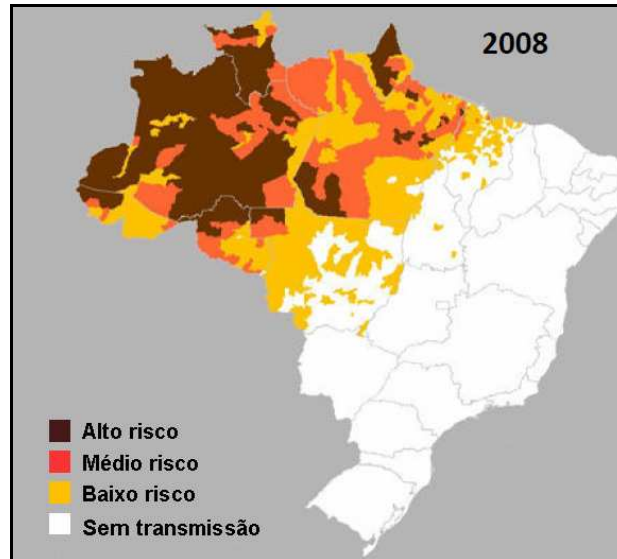 2008
Alto risco
Médio risco
Baixo risco
Sem transmissão